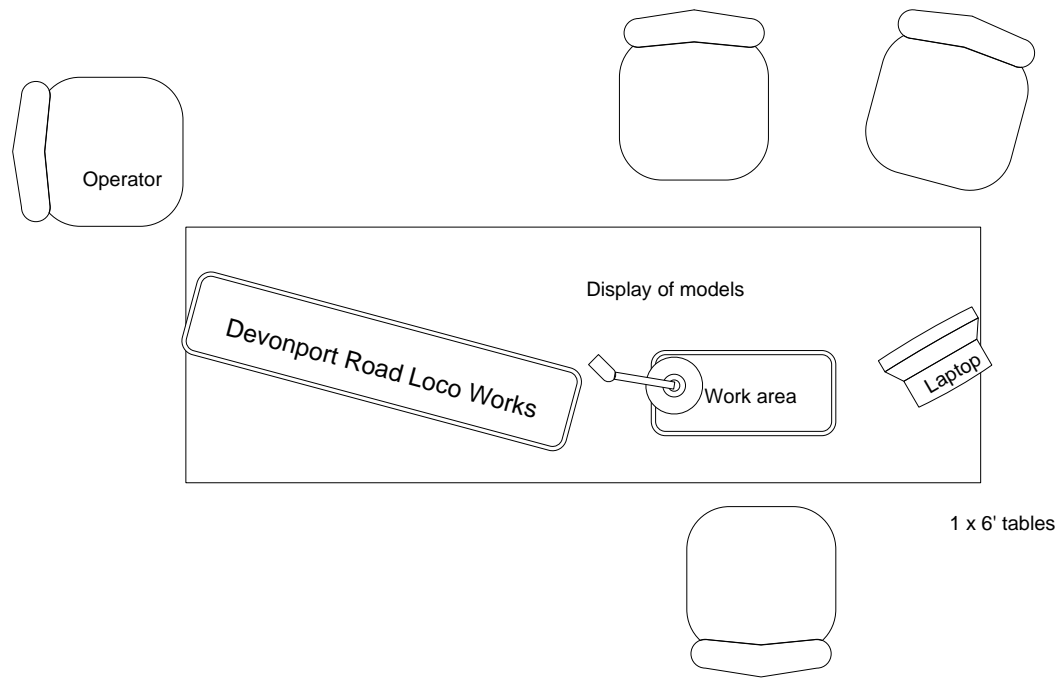 Operator
Display of models
Devonport Road Loco Works
Work area
Laptop
1 x 6' tables